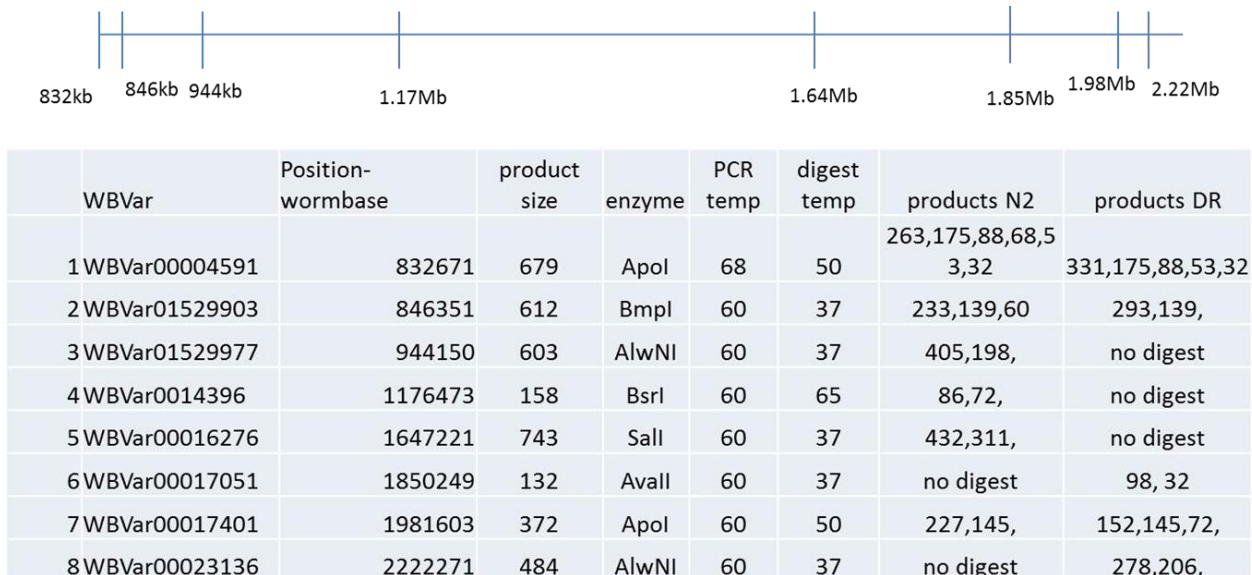 832kb 846kb 944kb 1.17Mb 1.64Mb 1.85Mb 1.98Mb 2.22Mb
WBVar Position-wormbase product size enzyme PCR temp digest temp products N2 products DR
1 WBVar00004591 832671 679 ApoI 68 50 263,175,88,68,53,32 331,175,88,53,32
2 WBVar01529903 846351 612 BmpI 60 37 233,139,60 293,139,
3 WBVar01529977 944150 603 AlwNI 60 37 405,198, no digest
4 WBVar0014396 1176473 158 BsrI 60 65 86,72, no digest
5 WBVar00016276 1647221 743 SalI 60 37 432,311, no digest
6 WBVar00017051 1850249 132 AvaII 60 37 no digest 98, 32
7 WBVar00017401 1981603 372 ApoI 60 50 227,145, 152,145,72,
8 WBVar00023136 2222271 484 AlwNI 60 37 no digest 278,206,